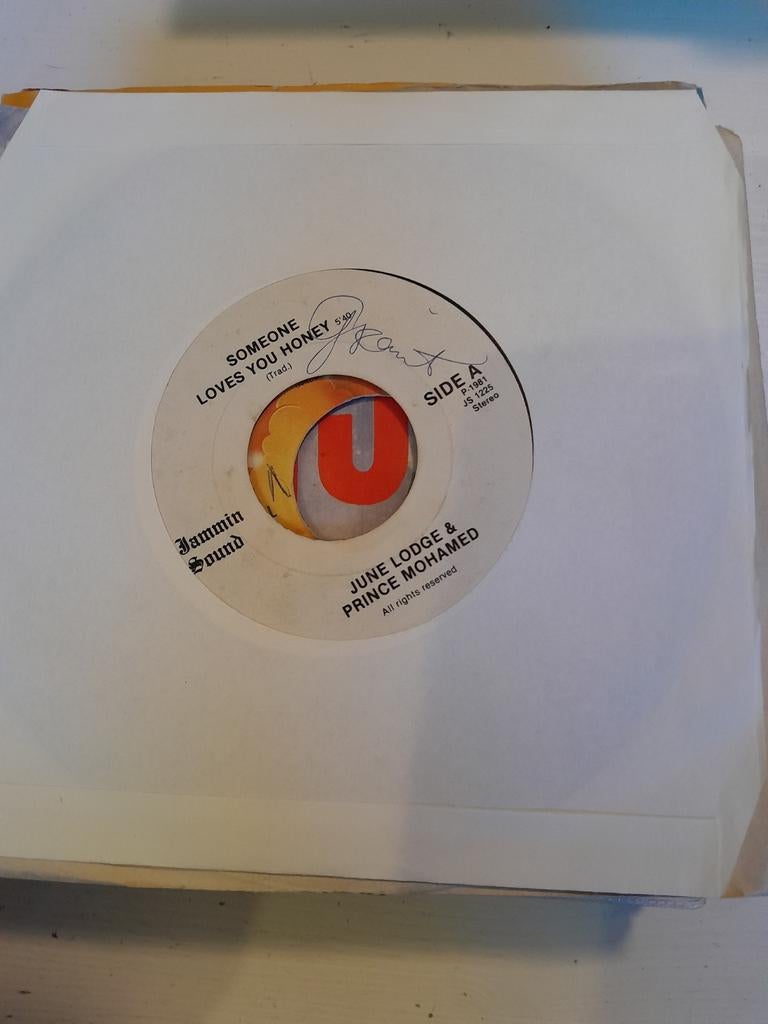 SOMEONE
LOVES YOU HONEY 5'40
(Trad.)
SIDE A
P-1981
JS 1225
Stereo
Jammin
Sound
JUNE LODGE &
PRINCE MOHAMED
All rights reserved